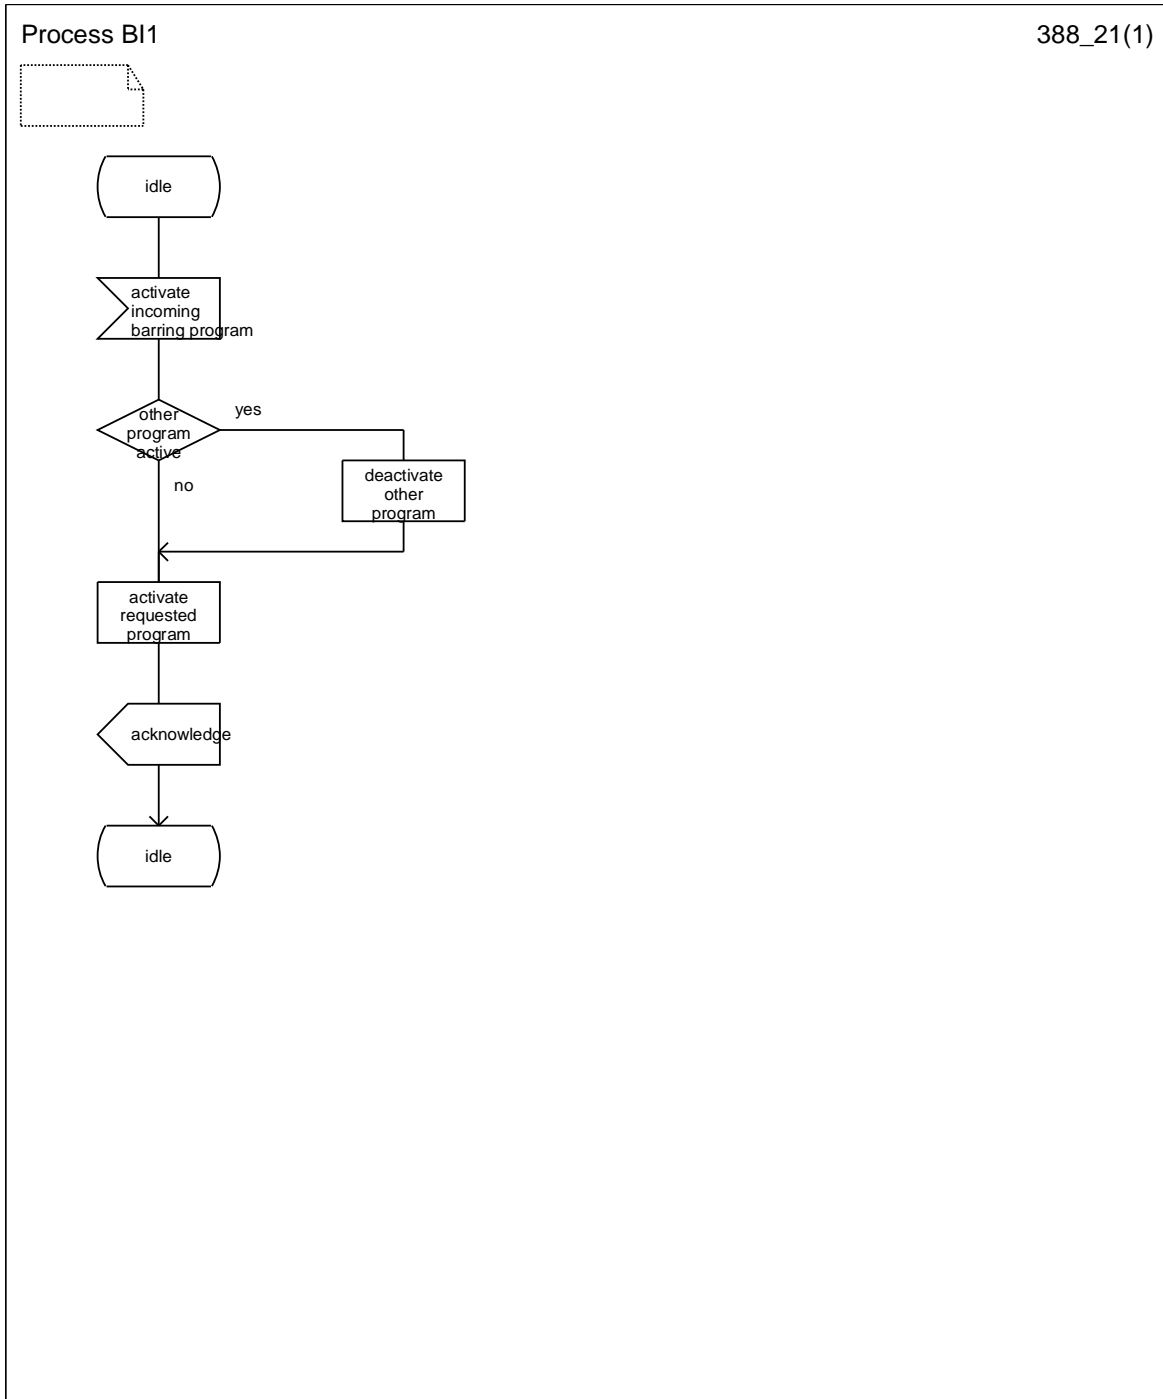 Process BI1
388_21(1)
idle
activate
incoming
barring program
other
program
active
yes
no
deactivate
other
program
activate
requested
program
acknowledge
idle